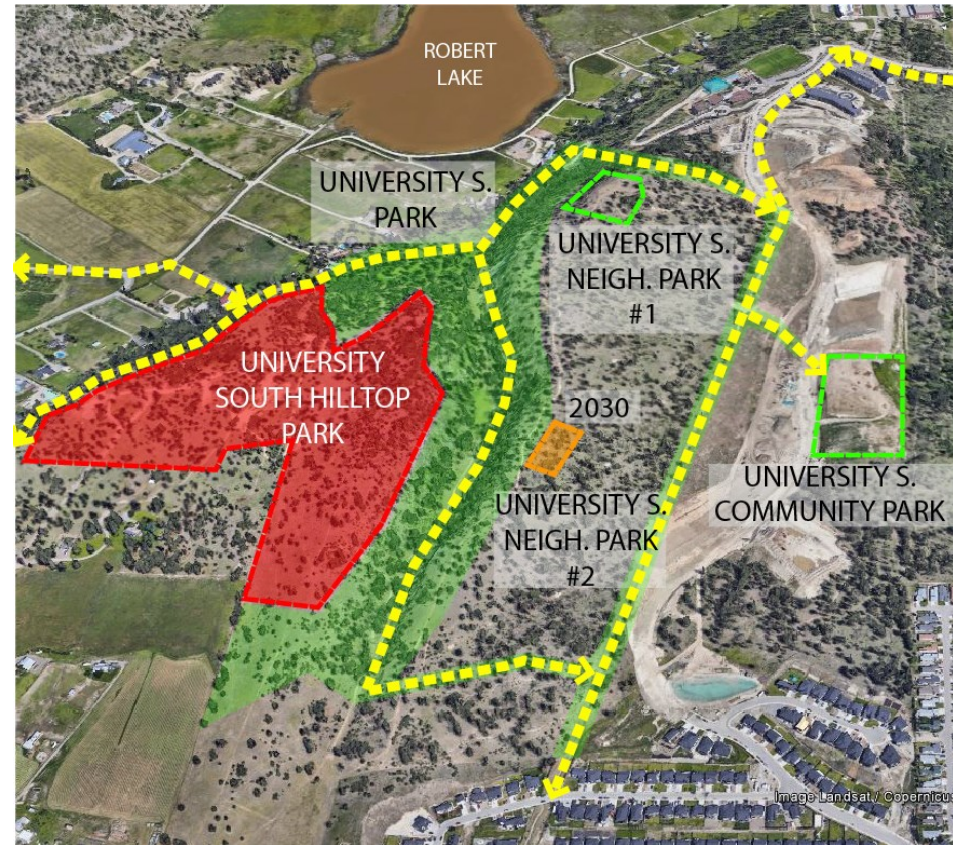 ROBERT
LAKE
UNIVERSITY S.
PARK
UNIVERSITY S.
NEIGH. PARK
#1
UNIVERSITY
SOUTH HILLTOP
PARK
2030
UNIVERSITY S.
NEIGH. PARK
#2
UNIVERSITY S.
COMMUNITY PARK
Image Landsat / Copernicus